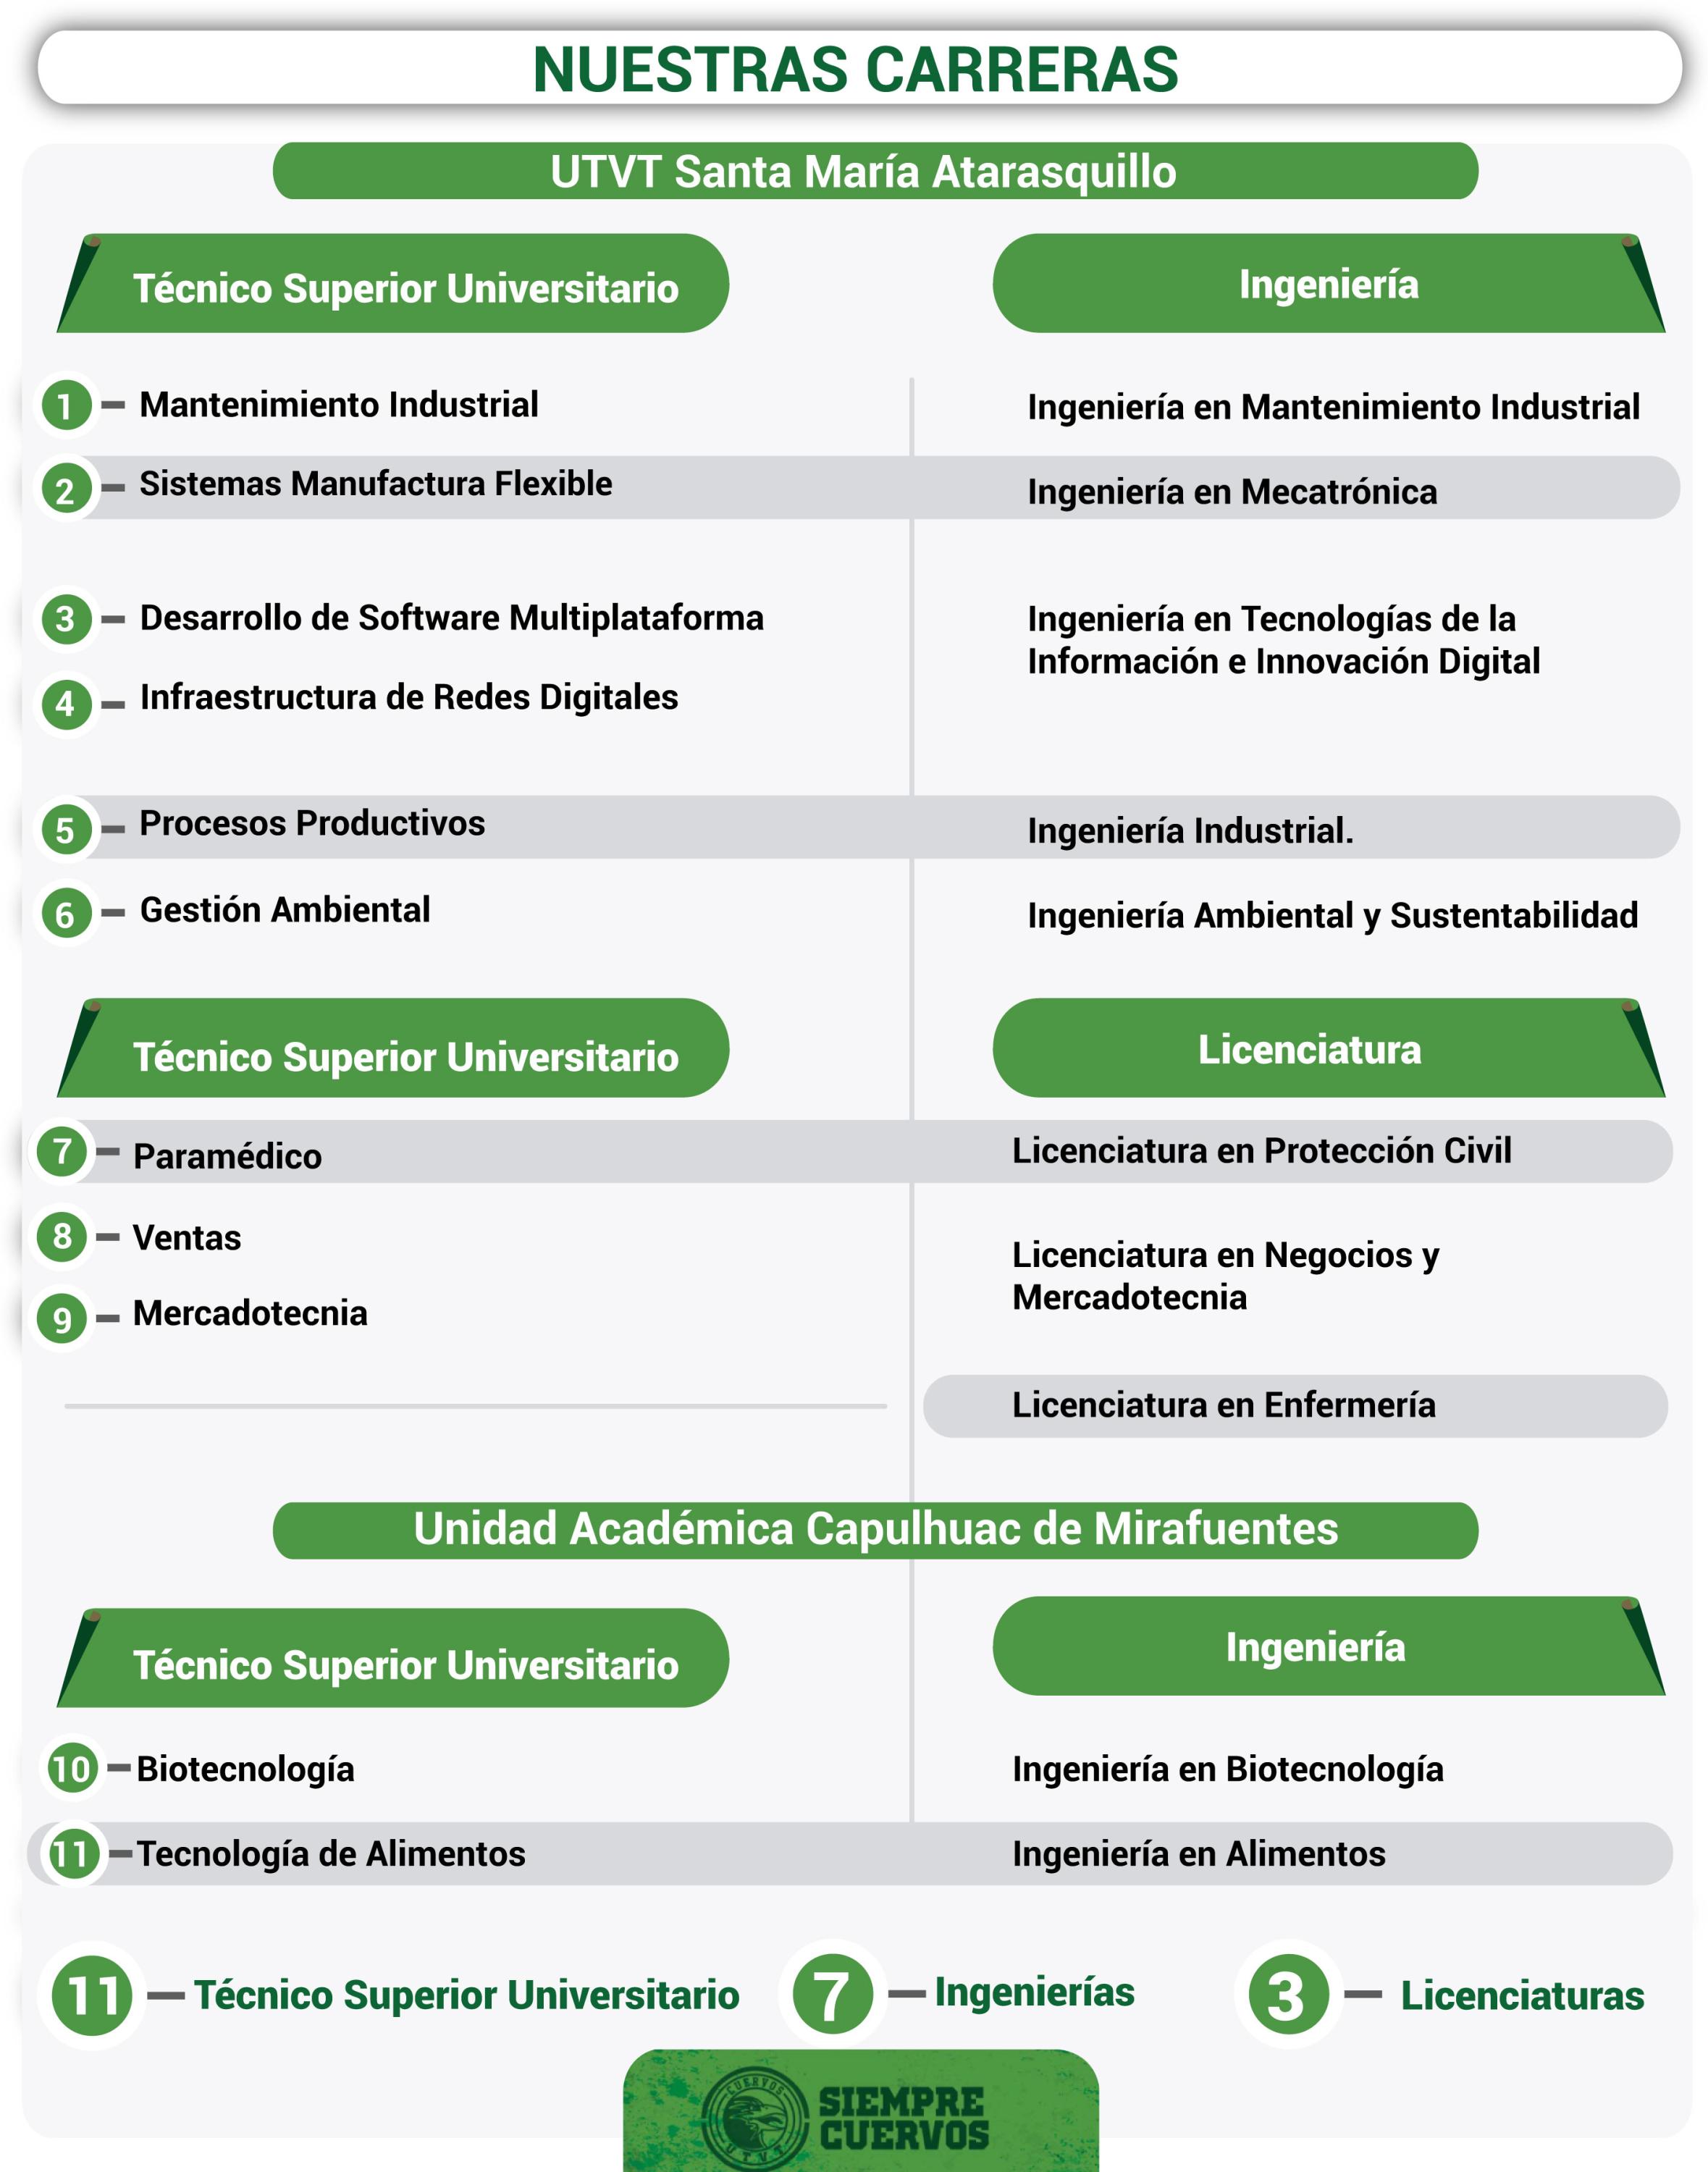 NUESTRAS CARRERAS
UTVT Santa María Atarasquillo
Técnico Superior Universitario
Ingeniería
1 Mantenimiento Industrial
Ingeniería en Mantenimiento Industrial
2 Sistemas Manufactura Flexible
Ingeniería en Mecatrónica
3 Desarrollo de Software Multiplataforma
4 Infraestructura de Redes Digitales
Ingeniería en Tecnologías de la
Información e Innovación Digital
5 Procesos Productivos
Ingeniería Industrial.
6 Gestión Ambiental
Ingeniería Ambiental y Sustentabilidad
Técnico Superior Universitario
Licenciatura
7 Paramédico
Licenciatura en Protección Civil
8 Ventas
9 Mercadotecnia
Licenciatura en Negocios y
Mercadotecnia
Licenciatura en Enfermería
Unidad Académica Capulhuac de Mirafuentes
Técnico Superior Universitario
Ingeniería
10 Biotecnología
Ingeniería en Biotecnología
11 Tecnología de Alimentos
Ingeniería en Alimentos
11 Técnico Superior Universitario
7 Ingenierías
3 Licenciaturas
CUERVOS
UTVT
SIEMPRE
CUERVOS